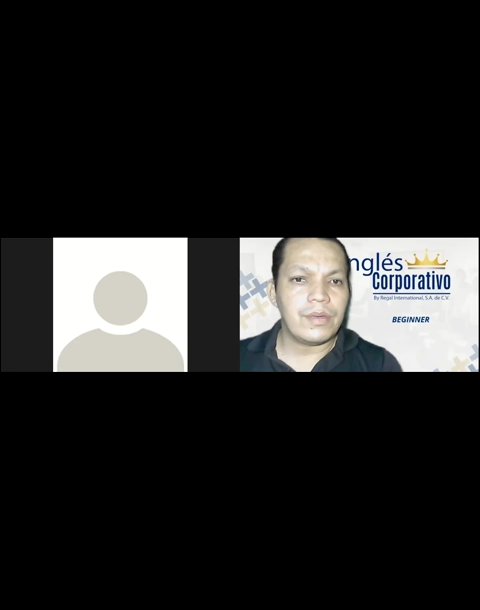 nglés
Corporativo
By Regal International, S.A. de C.V.
BEGINNER